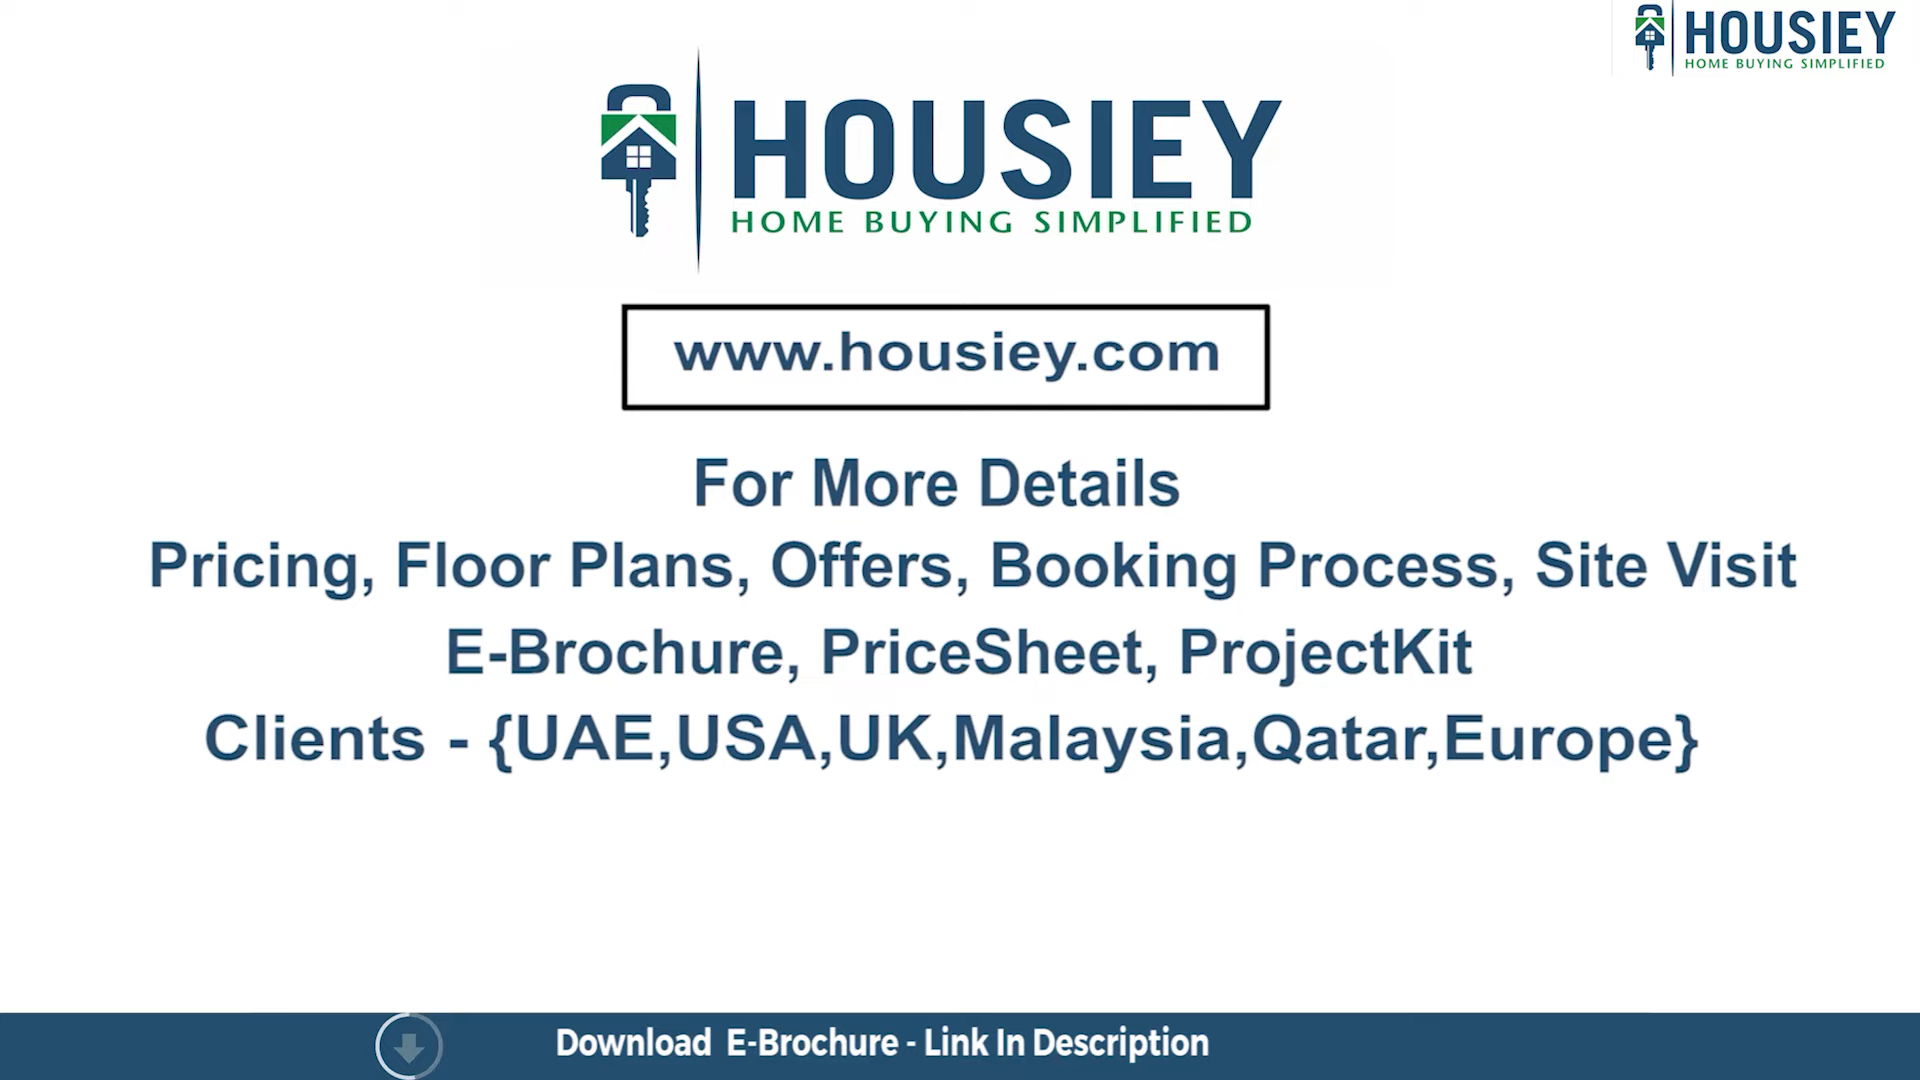 HOUSIEY
HOME BUYING SIMPLIFIED
HOUSIEY
HOME BUYING SIMPLIFIED
www.housiey.com
For More Details
Pricing, Floor Plans, Offers, Booking Process, Site Visit
E-Brochure, PriceSheet, ProjectKit
Clients - {UAE,USA,UK,Malaysia,Qatar,Europe}
Download E-Brochure - Link In Description